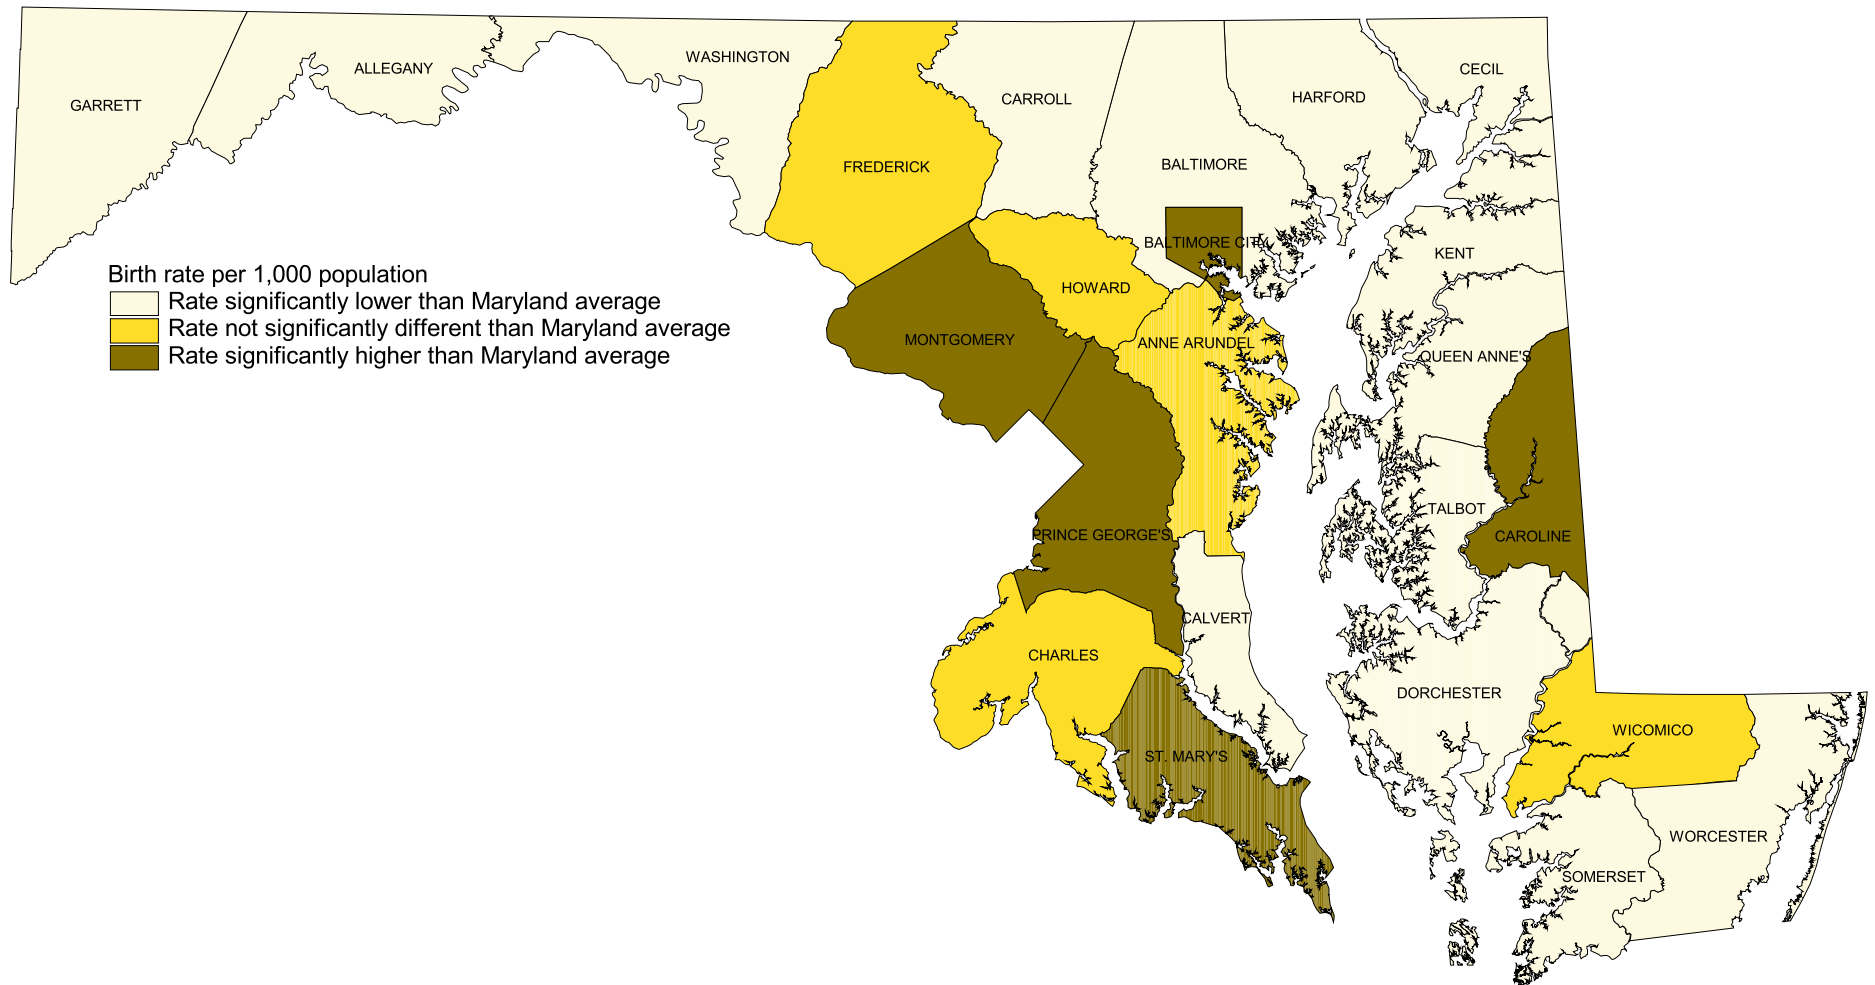 WASHINGTON
ALLEGANY
CECIL
GARRETT
CARROLL
HARFORD
FREDERICK
BALTIMORE
BALTIMORE CITY
KENT
Birth rate per 1,000 population
Rate significantly lower than Maryland average
Rate not significantly different than Maryland average
Rate significantly higher than Maryland average
HOWARD
MONTGOMERY
ANNE ARUNDEL
QUEEN ANNE'S
TALBOT
PRINCE GEORGE'S
CAROLINE
CALVERT
CHARLES
DORCHESTER
WICOMICO
ST. MARY'S
WORCESTER
SOMERSET